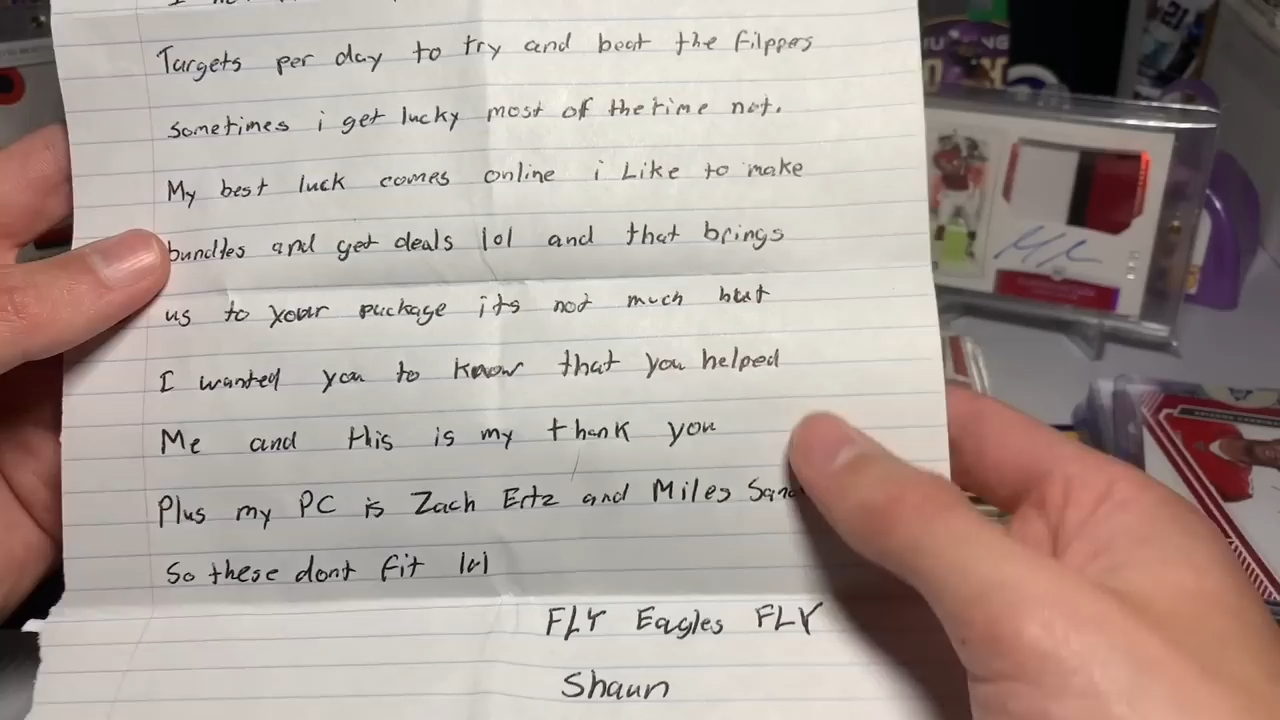 Targets per day to try and beat the filppers
sometimes i get lucky most of the time not.
My best luck comes online i Like to make
bundles and get deals lol and that brings
us to your package its not much but
I wanted you to know that you helped
Me and this is my thank you
Plus my PC is Zach Ertz and Miles
So these dont fit lol
FLY Eagles FLY
Shaun
21